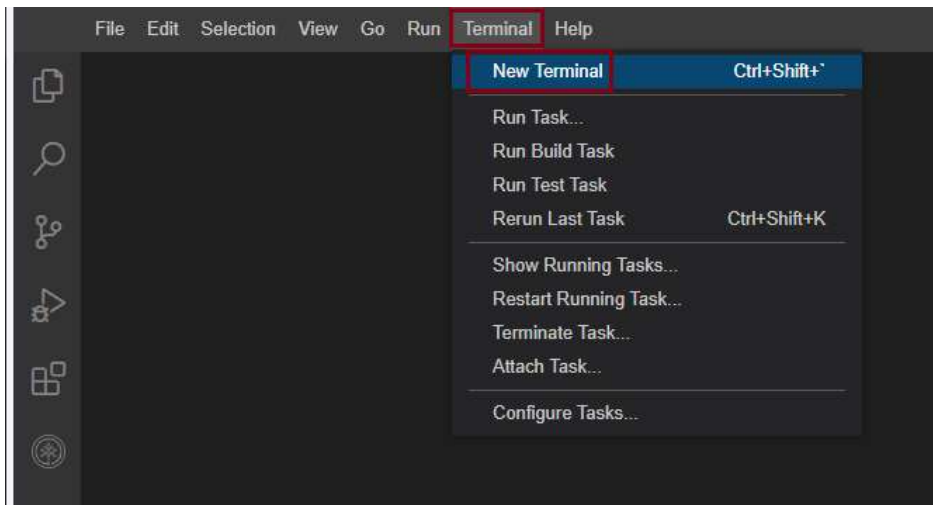 File Edit Selection View Go Run Terminal Help
New Terminal Ctrl+Shift+`
Run Task...
Run Build Task
Run Test Task
Rerun Last Task Ctrl+Shift+K
Show Running Tasks...
Restart Running Task...
Terminate Task...
Attach Task...
Configure Tasks...